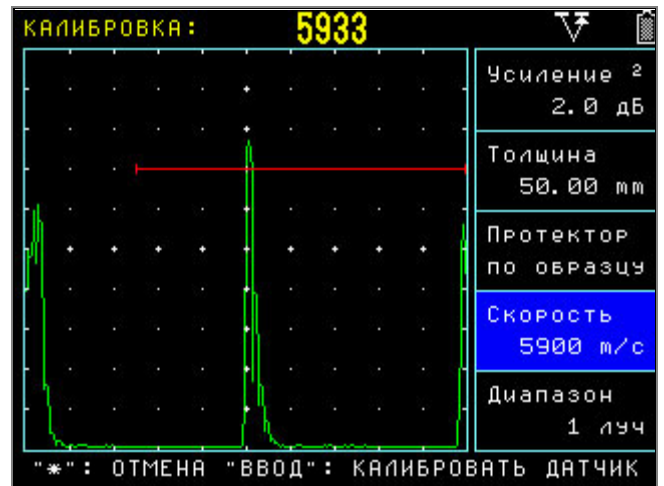 КАЛИБРОВКА: 5933
Усиление 2
2.0 дБ
Толщина
50.00 mm
Протектор
по образцу
Скорость
5900 m/c
Диапазон
1 луч
"*": ОТМЕНА "ВВОД": КАЛИБРОВАТЬ ДАТЧИК